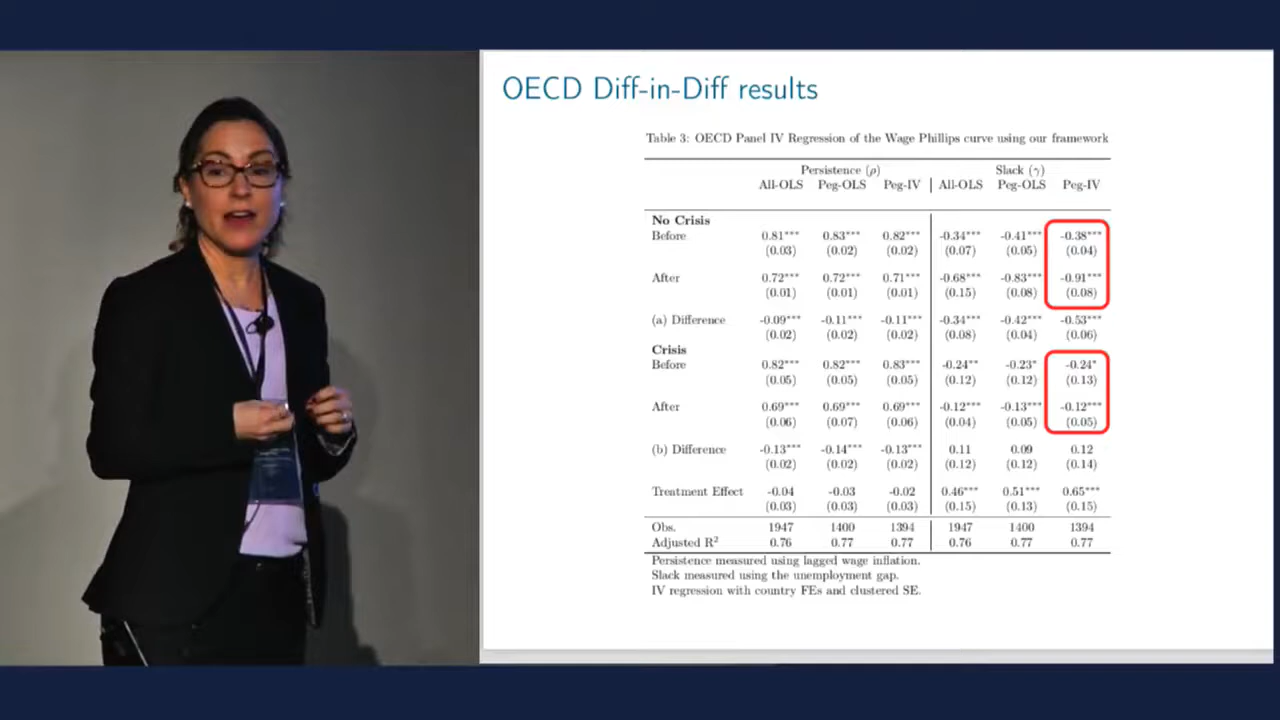 OECD Diff-in-Diff results
Table 3: OECD Panel IV Regression of the Wage Phillips curve using our framework
Persistence (ρ) Slack (γ)
All-OLS Peg-OLS Peg-IV All-OLS Peg-OLS Peg-IV
No Crisis
Before 0.81*** 0.83*** 0.82*** -0.34*** -0.41*** -0.38***
(0.03) (0.02) (0.02) (0.07) (0.05) (0.04)
After 0.72*** 0.72*** 0.71*** -0.68*** -0.83*** -0.91***
(0.01) (0.01) (0.01) (0.15) (0.08) (0.08)
(a) Difference -0.09*** -0.11*** -0.11*** -0.34*** -0.42*** -0.53***
(0.02) (0.02) (0.02) (0.08) (0.04) (0.06)
Crisis
Before 0.82*** 0.82*** 0.83*** -0.24** -0.23* -0.24*
(0.05) (0.05) (0.05) (0.12) (0.12) (0.13)
After 0.69*** 0.69*** 0.69*** -0.12*** -0.13*** -0.12***
(0.06) (0.07) (0.06) (0.04) (0.05) (0.05)
(b) Difference -0.13*** -0.14*** -0.13*** 0.11 0.09 0.12
(0.02) (0.02) (0.02) (0.12) (0.12) (0.14)
Treatment Effect -0.04 -0.03 -0.02 0.46*** 0.51*** 0.65***
(0.03) (0.03) (0.03) (0.15) (0.13) (0.15)
Obs. 1947 1400 1394 1947 1400 1394
Adjusted R² 0.76 0.77 0.77 0.76 0.77 0.77
Persistence measured using lagged wage inflation.
Slack measured using the unemployment gap.
IV regression with country FEs and clustered SE.